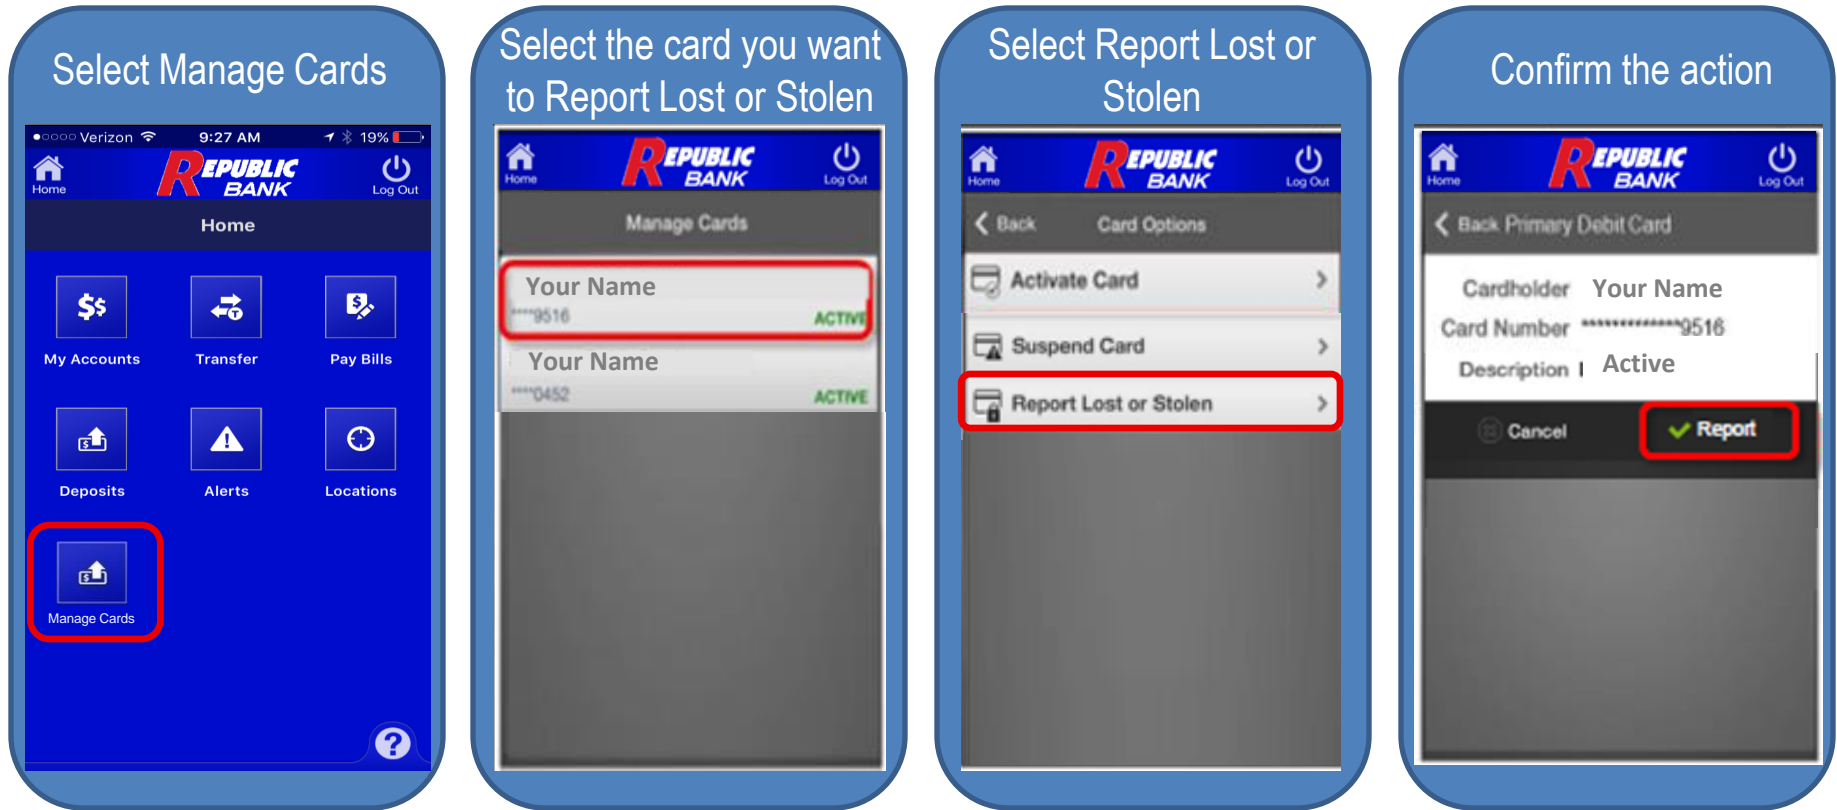 Select Manage Cards
Verizon 9:27 AM 19%
Home REPUBLIC BANK Log Out
Home
My Accounts Transfer Pay Bills
Deposits Alerts Locations
Manage Cards
?
Select the card you want
to Report Lost or Stolen
Home REPUBLIC BANK Log Out
Manage Cards
Your Name
****9516 ACTIVE
Your Name
****0452 ACTIVE
Select Report Lost or
Stolen
Home REPUBLIC BANK Log Out
Back Card Options
Activate Card
Suspend Card
Report Lost or Stolen
Confirm the action
Home REPUBLIC BANK Log Out
Back Primary Debit Card
Cardholder Your Name
Card Number ************9516
Description Active
Cancel Report